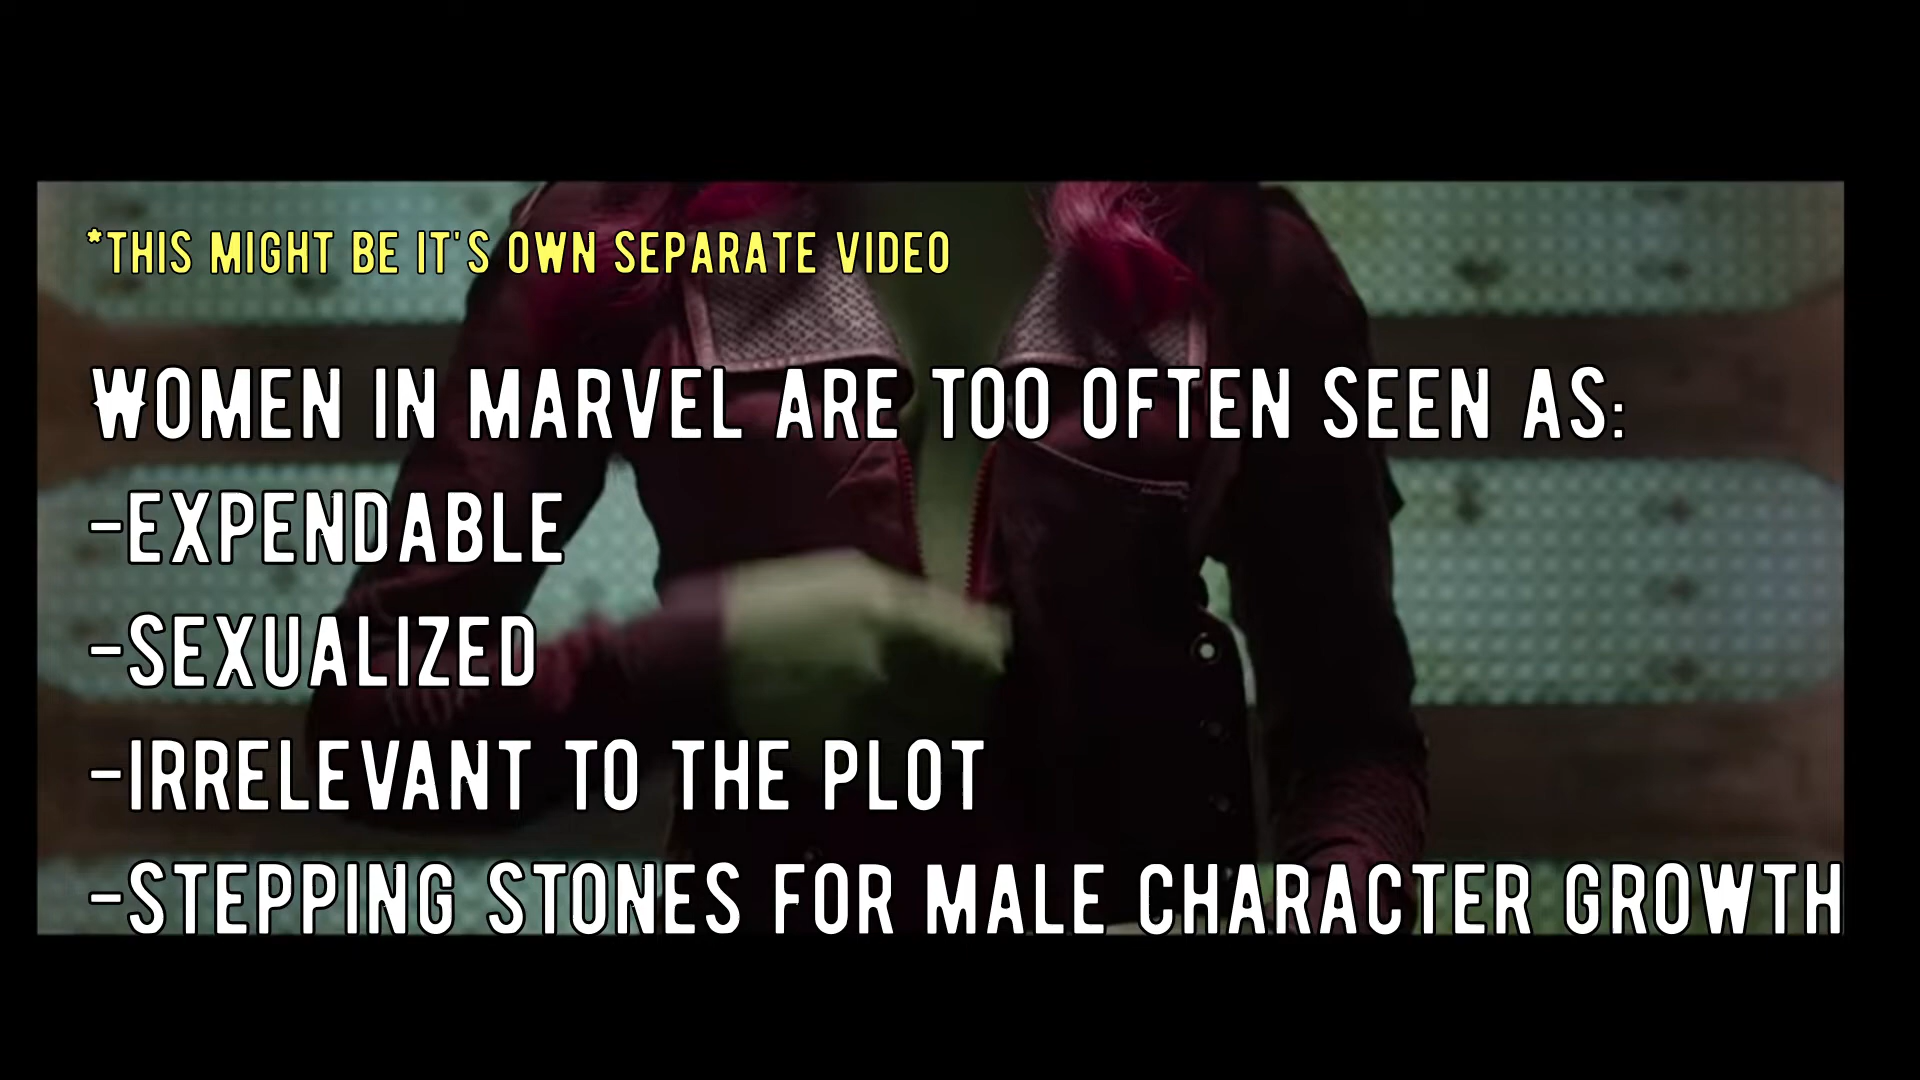 *THIS MIGHT BE IT'S OWN SEPARATE VIDEO
WOMEN IN MARVEL ARE TOO OFTEN SEEN AS:
-EXPENDABLE
-SEXUALIZED
-IRRELEVANT TO THE PLOT
-STEPPING STONES FOR MALE CHARACTER GROWTH